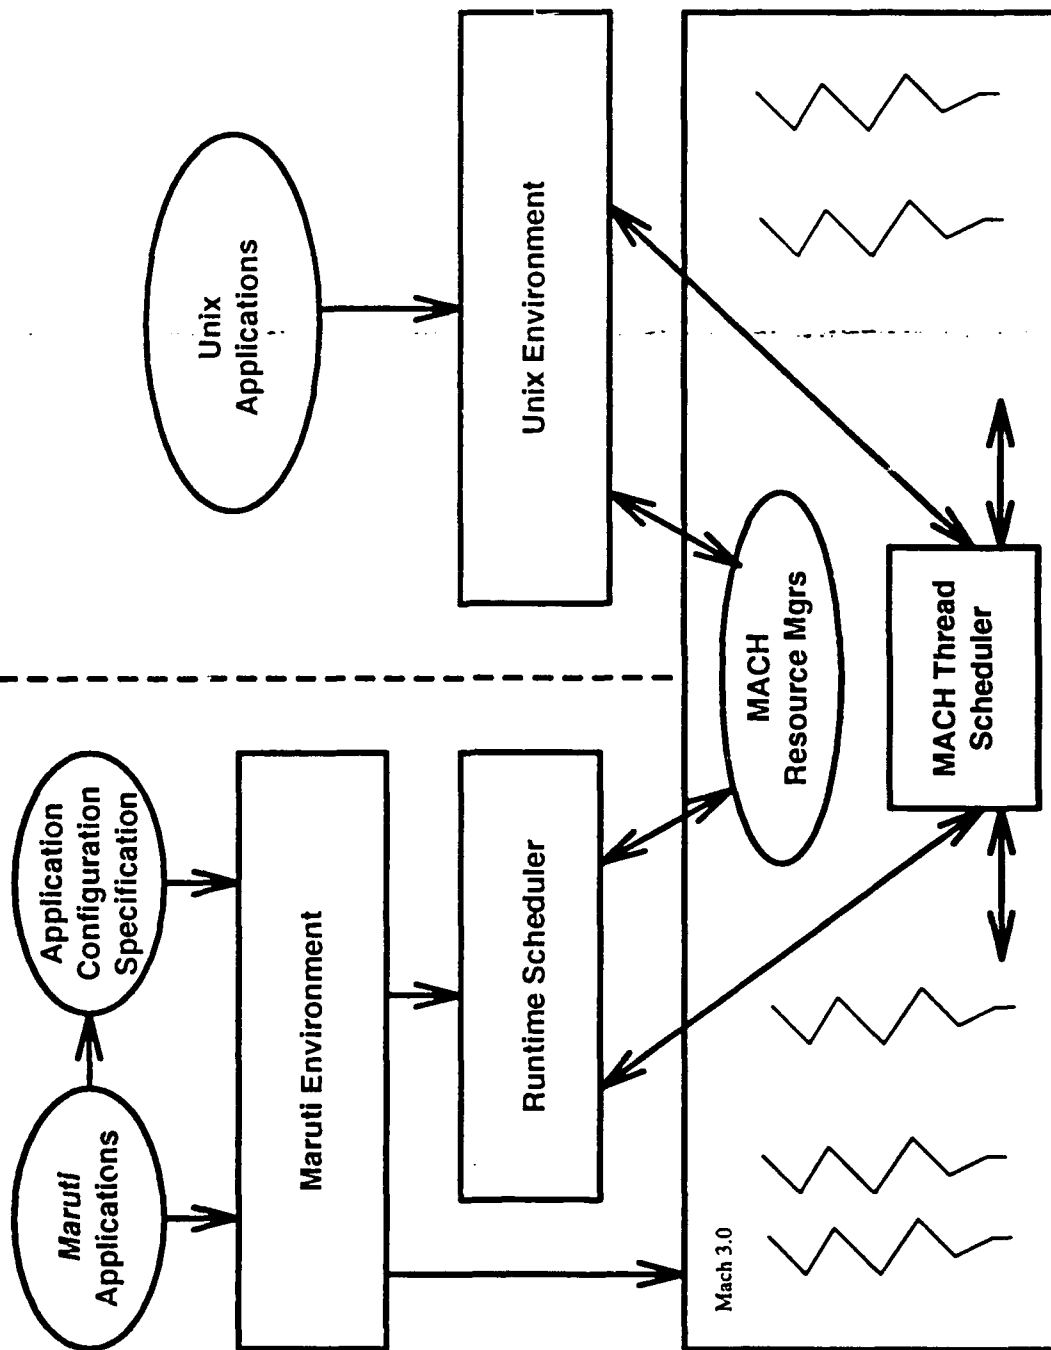 Maruti
Applications
Application
Configuration
Specification
Unix
Applications
Maruti Environment
Unix Environment
Runtime Scheduler
Mach 3.0
MACH
Resource Mgrs
MACH Thread
Scheduler